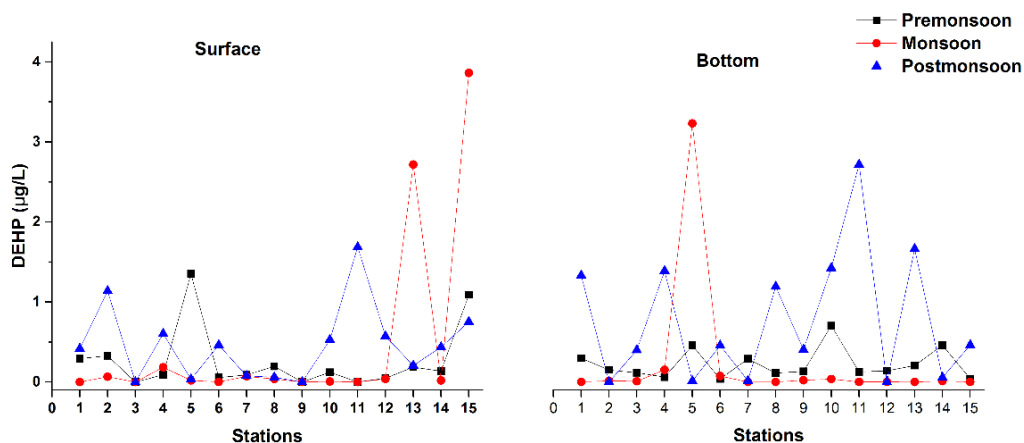 Surface
Bottom
Premonsoon
Monsoon
Postmonsoon
DEHP (μg/L)
4
3
2
1
0
0 1 2 3 4 5 6 7 8 9 10 11 12 13 14 15
Stations
0 1 2 3 4 5 6 7 8 9 10 11 12 13 14 15
Stations